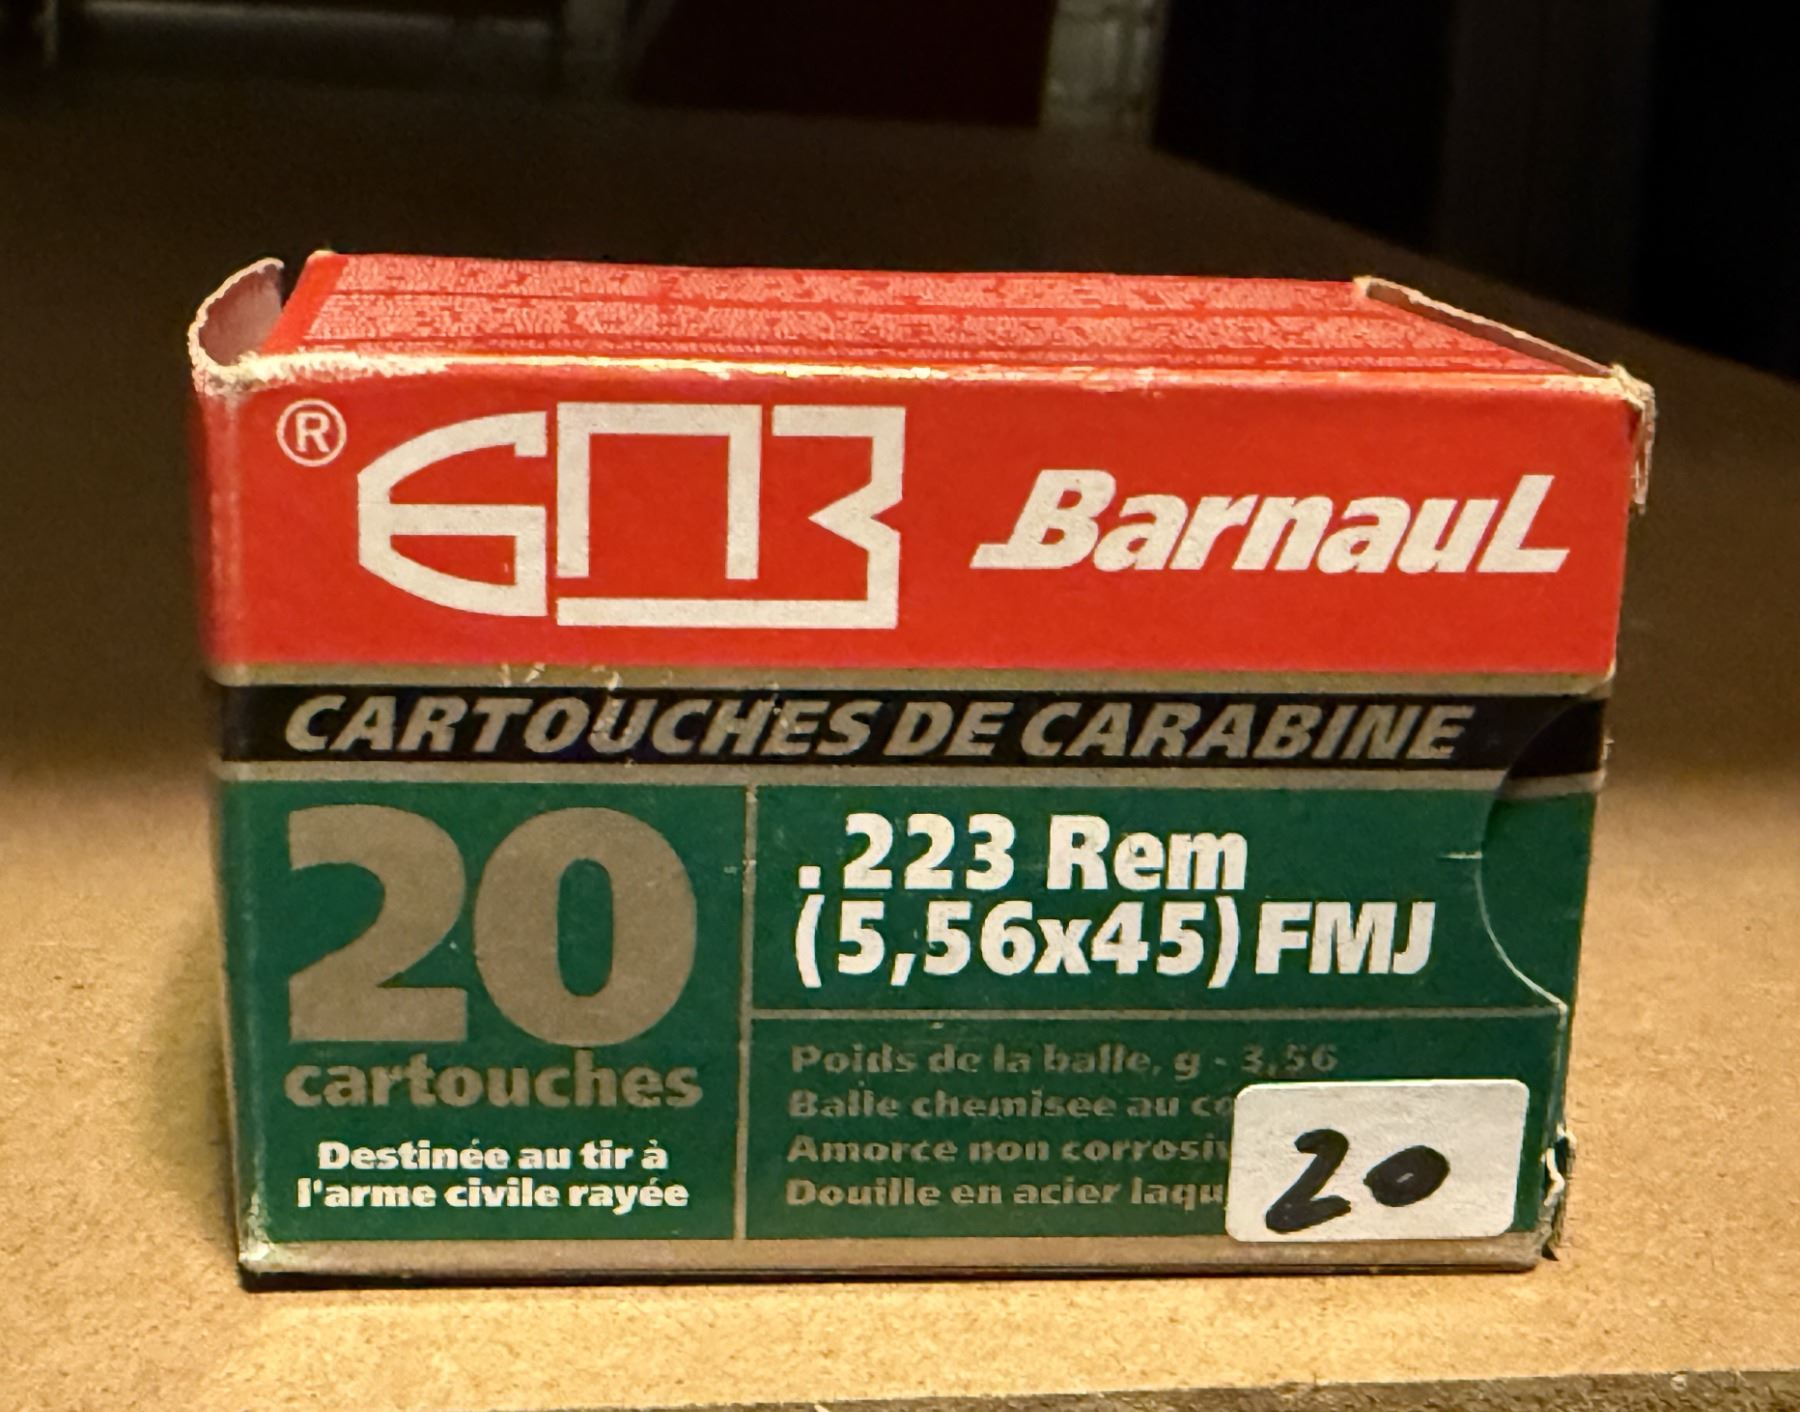 ® БПЗ BarnauL
CARTOUCHES DE CARABINE
20
cartouches
Destinée au tir à
l'arme civile rayée
.223 Rem
(5,56x45) FMJ
Poids de la balle, g - 3,56
Balle chemisee au
Amorce non
Douille en acier
20